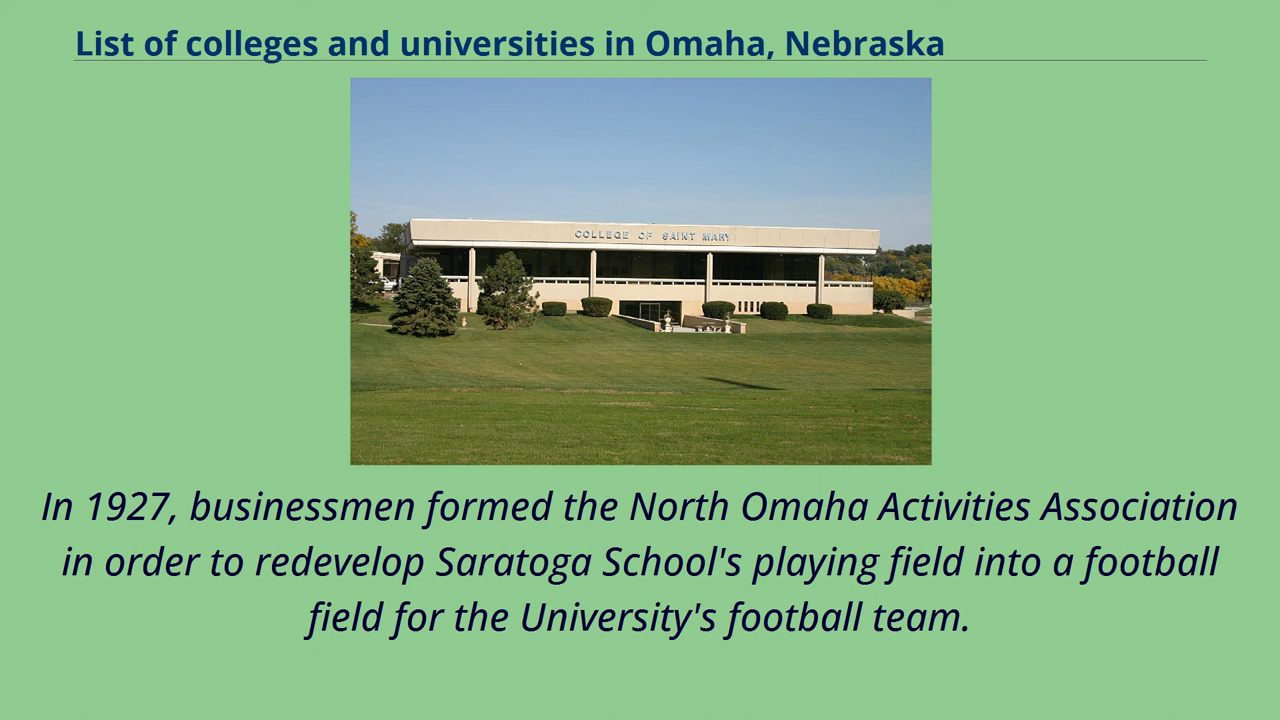 List of colleges and universities in Omaha, Nebraska
COLLEGE OF SAINT MARY
In 1927, businessmen formed the North Omaha Activities Association
in order to redevelop Saratoga School's playing field into a football
field for the University's football team.